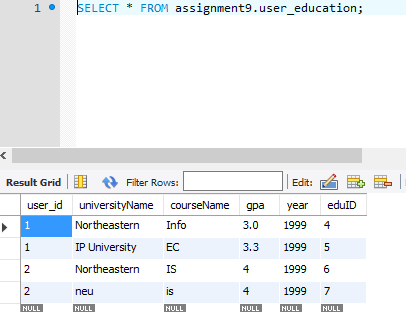 1 SELECT * FROM assignment9.user_education;
Result Grid Filter Rows: Edit:
user_id universityName courseName gpa year eduID
1 Northeastern Info 3.0 1999 4
1 IP University EC 3.3 1999 5
2 Northeastern IS 4 1999 6
2 neu is 4 1999 7
NULL NULL NULL NULL NULL NULL